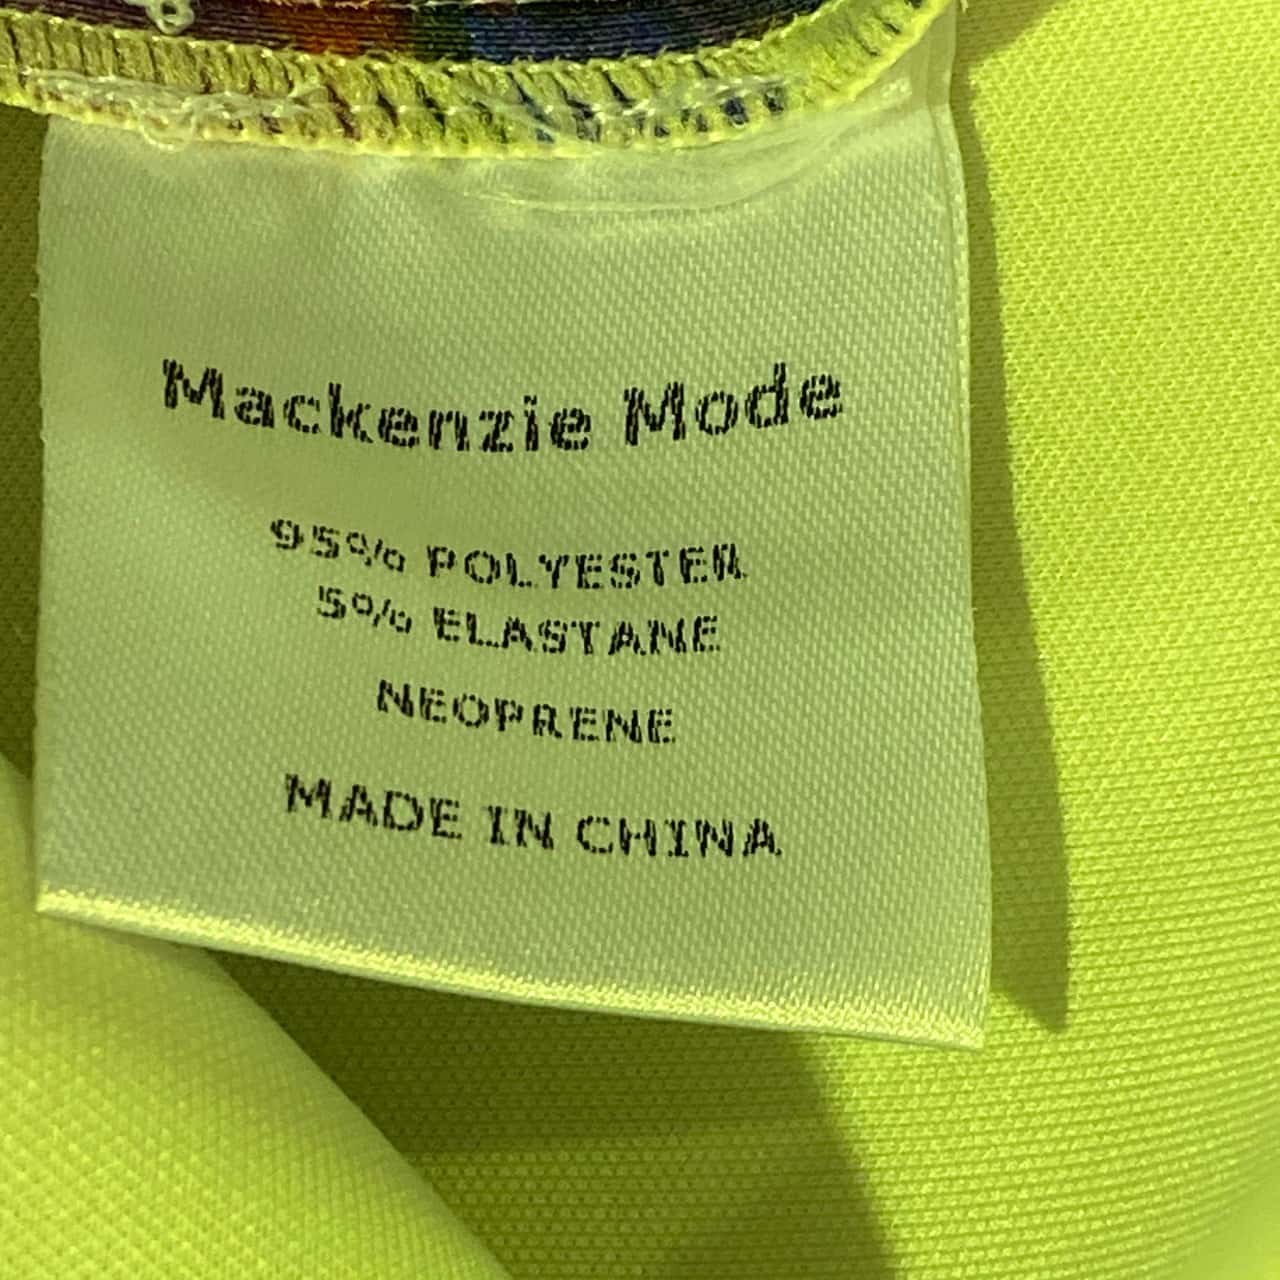 Mackenzie Mode
95% POLYESTER
5% ELASTANE
NEOPRENE
MADE IN CHINA